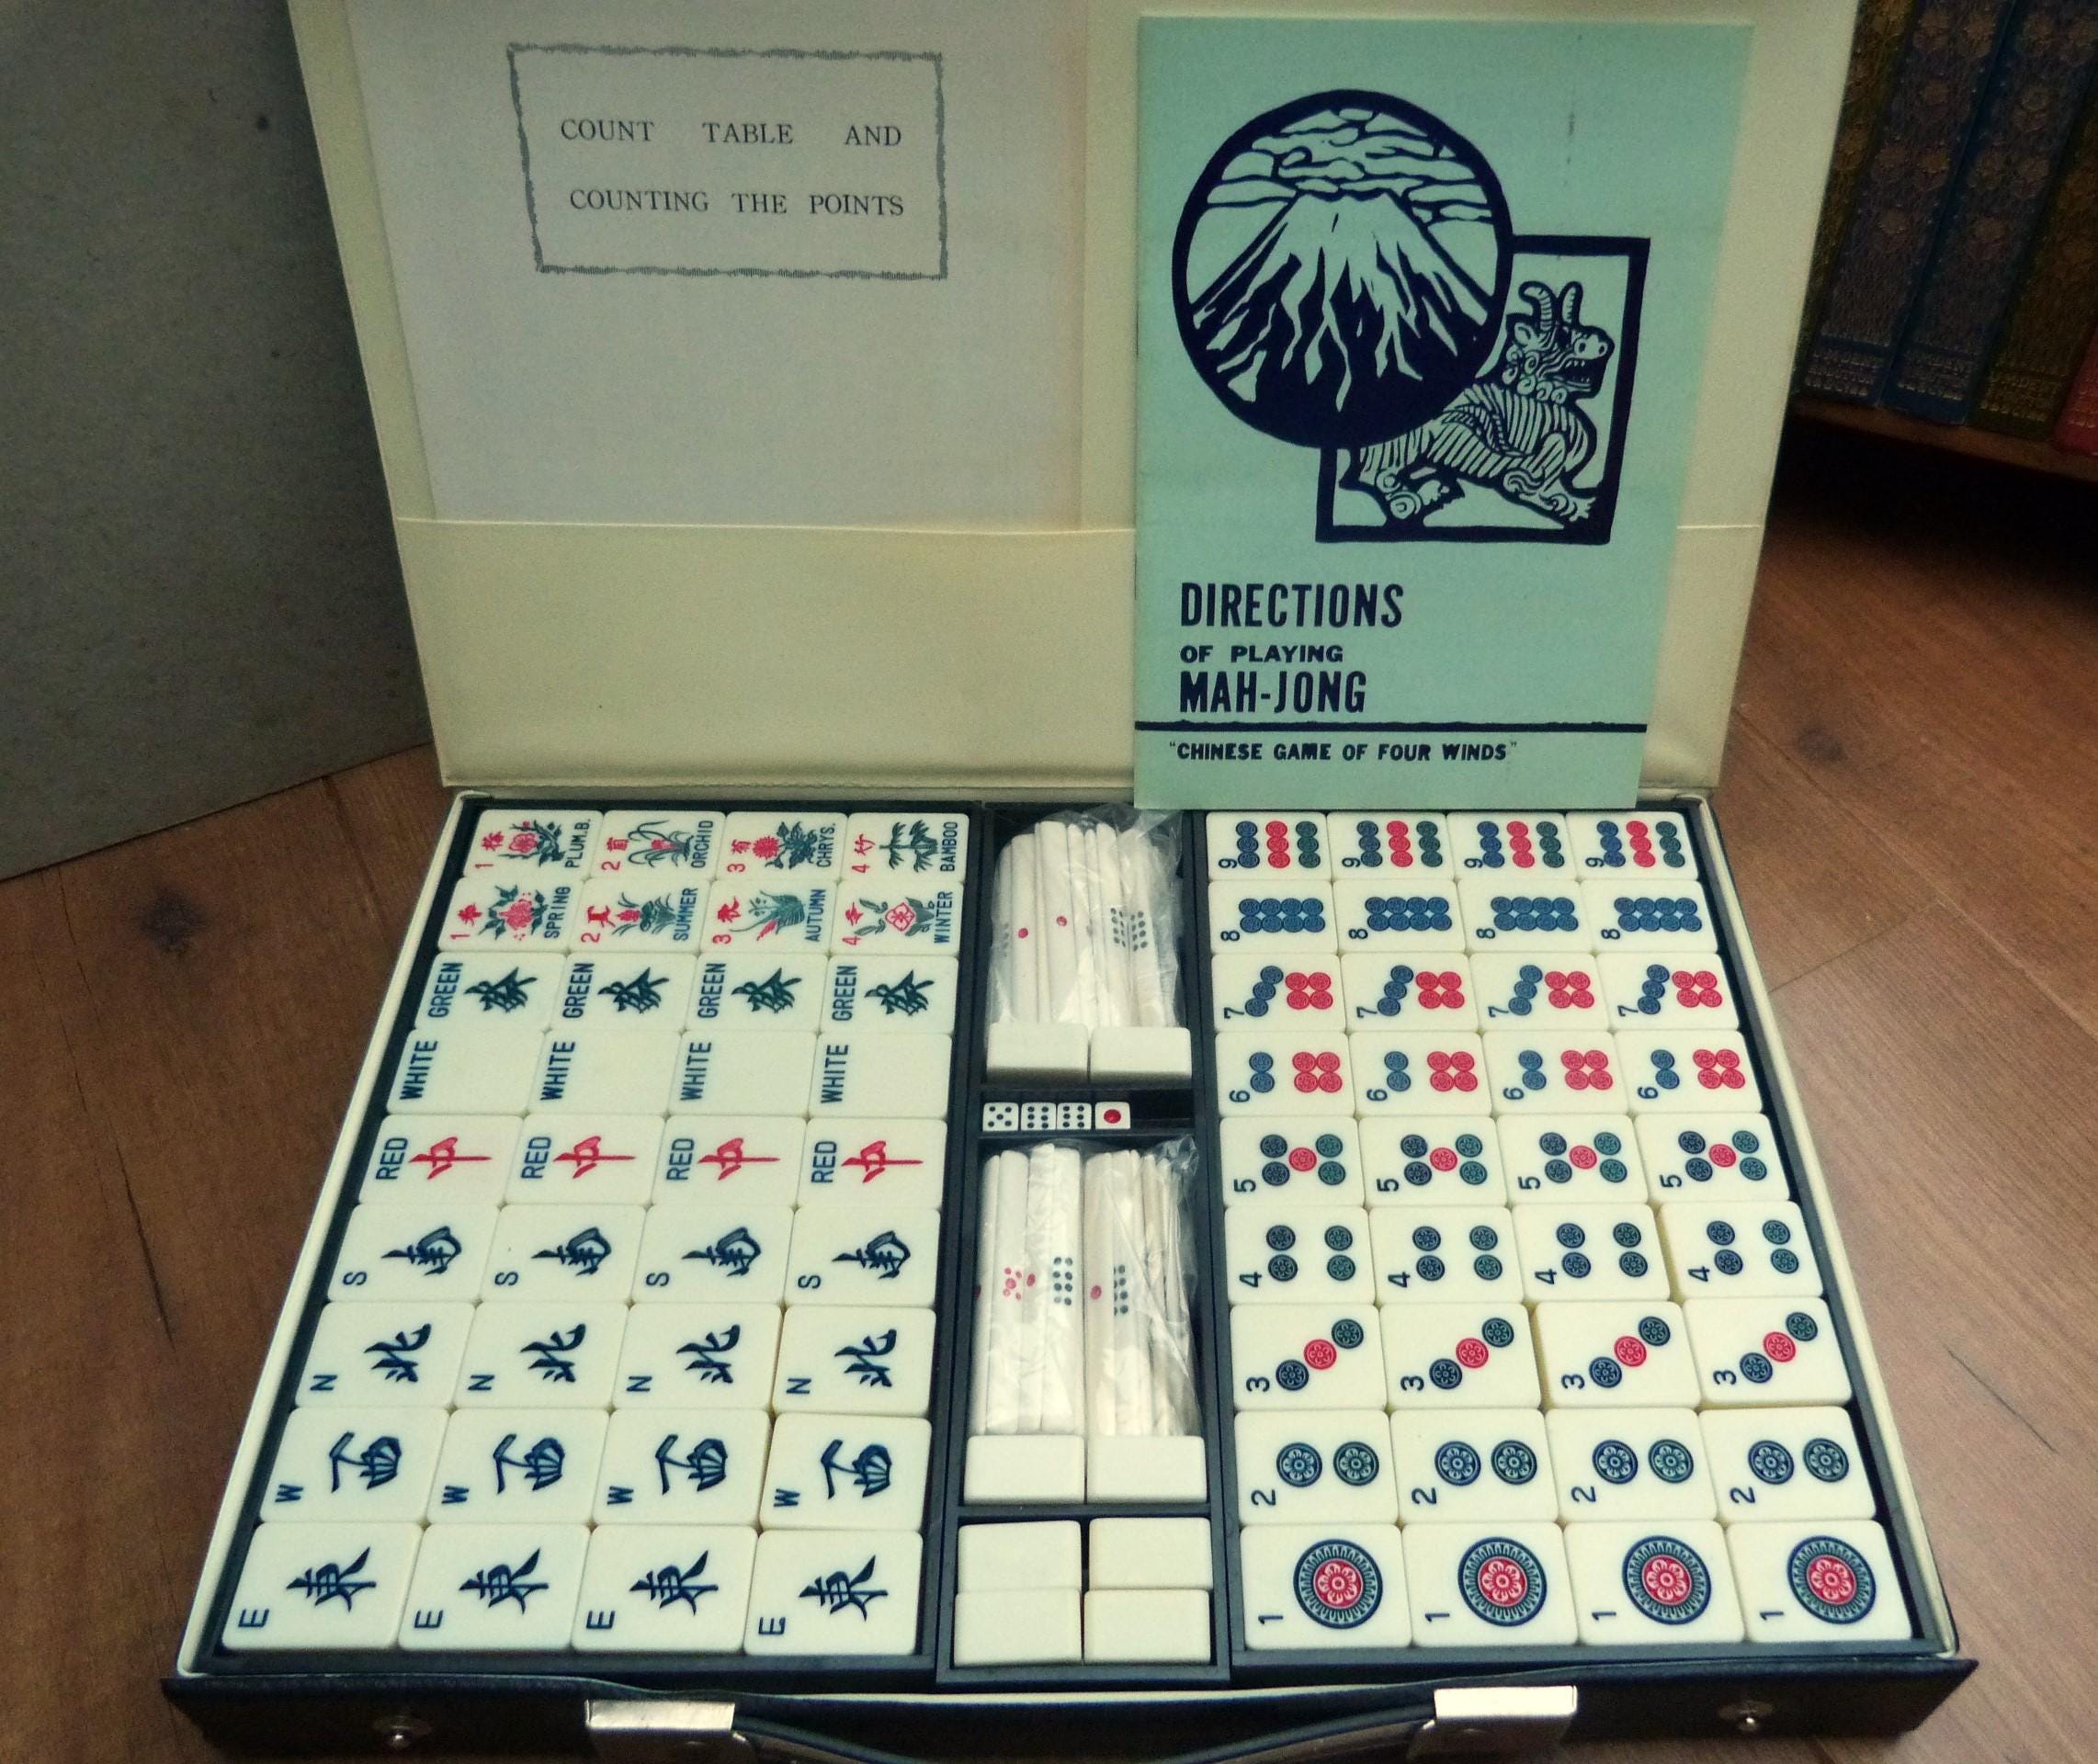 COUNT TABLE AND
COUNTING THE POINTS
DIRECTIONS
OF PLAYING
MAH-JONG
"CHINESE GAME OF FOUR WINDS"
1 梅 PLUM.B. 2 蘭 ORCHID 3 菊 CHRYS. 4 竹 BAMBOO
1 春 SPRING 2 夏 SUMMER 3 秋 AUTUMN 4 冬 WINTER
GREEN 發 GREEN 發 GREEN 發 GREEN 發
WHITE WHITE WHITE WHITE
RED 中 RED 中 RED 中 RED 中
S 南 S 南 S 南 S 南
N 北 N 北 N 北 N 北
W 西 W 西 W 西 W 西
E 東 E 東 E 東 E 東
9 9 9 9
8 8 8 8
7 7 7 7
6 6 6 6
5 5 5 5
4 4 4 4
3 3 3 3
2 2 2 2
1 1 1 1